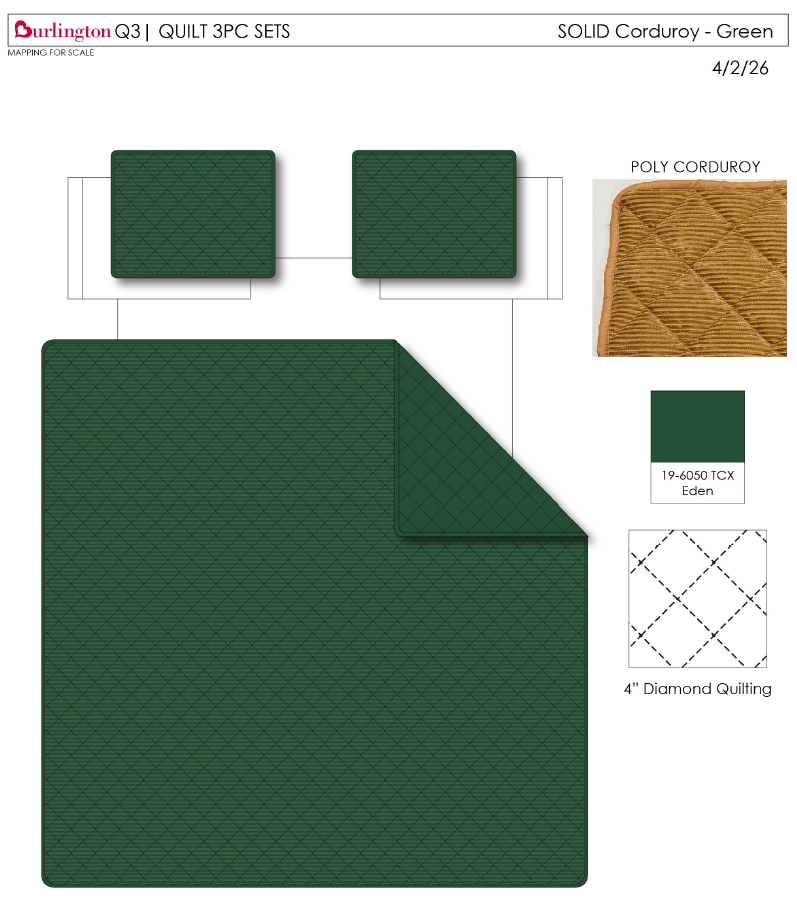 Burlington Q3| QUILT 3PC SETS
SOLID Corduroy - Green
MAPPING FOR SCALE
4/2/26
POLY CORDUROY
19-6050 TCX
Eden
4” Diamond Quilting